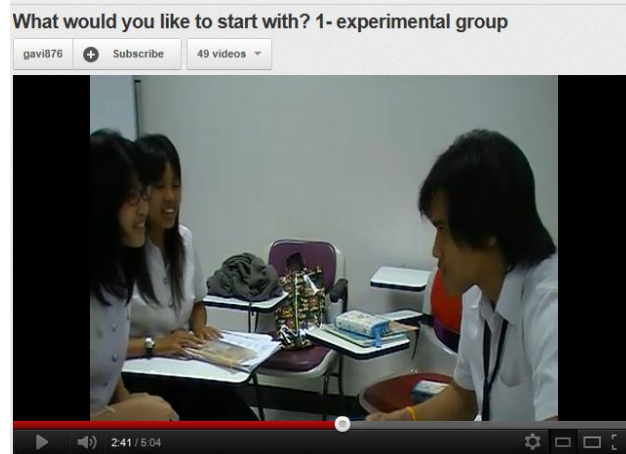 What would you like to start with? 1- experimental group
gavi876 Subscribe 49 videos
2:41 / 5:04